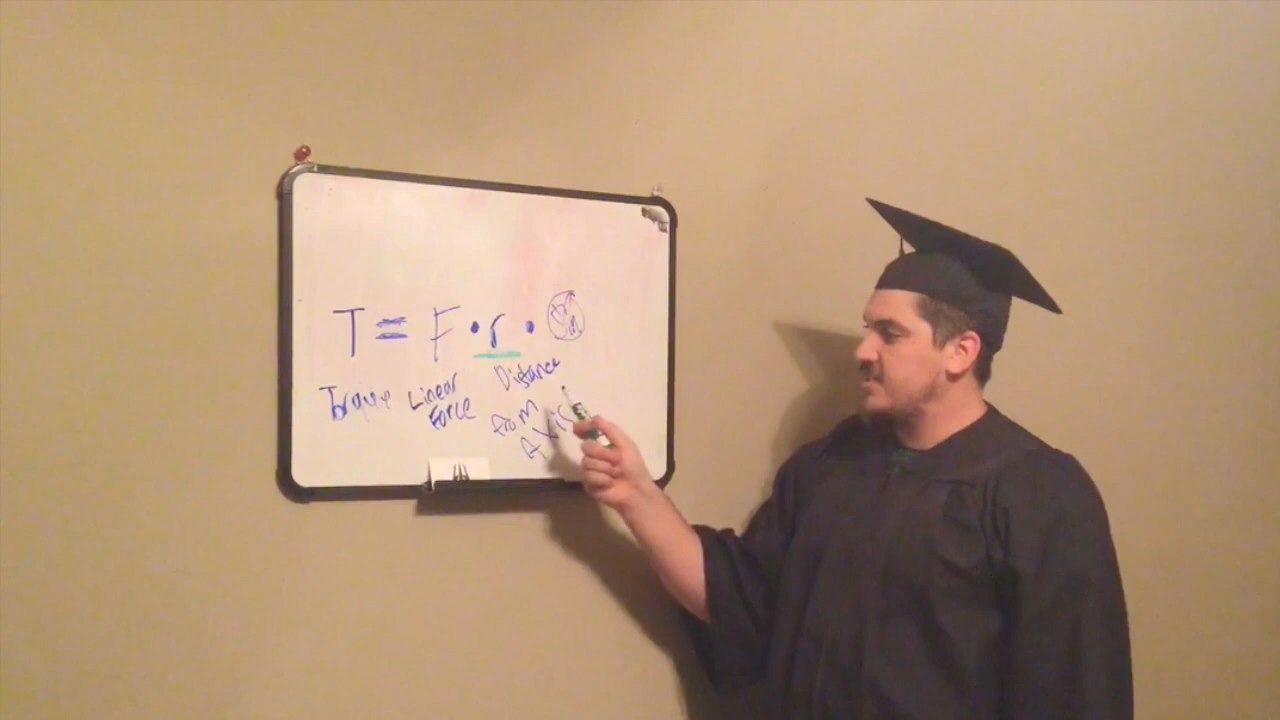 T = F · r ·
Torque Linear Force Distance from Axis